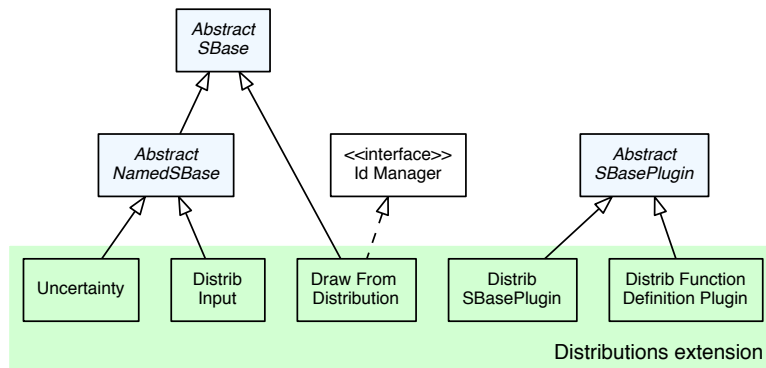 Abstract
SBase
Abstract
NamedSBase
<<interface>>
Id Manager
Abstract
SBasePlugin
Uncertainty
Distrib
Input
Draw From
Distribution
Distrib
SBasePlugin
Distrib Function
Definition Plugin
Distributions extension